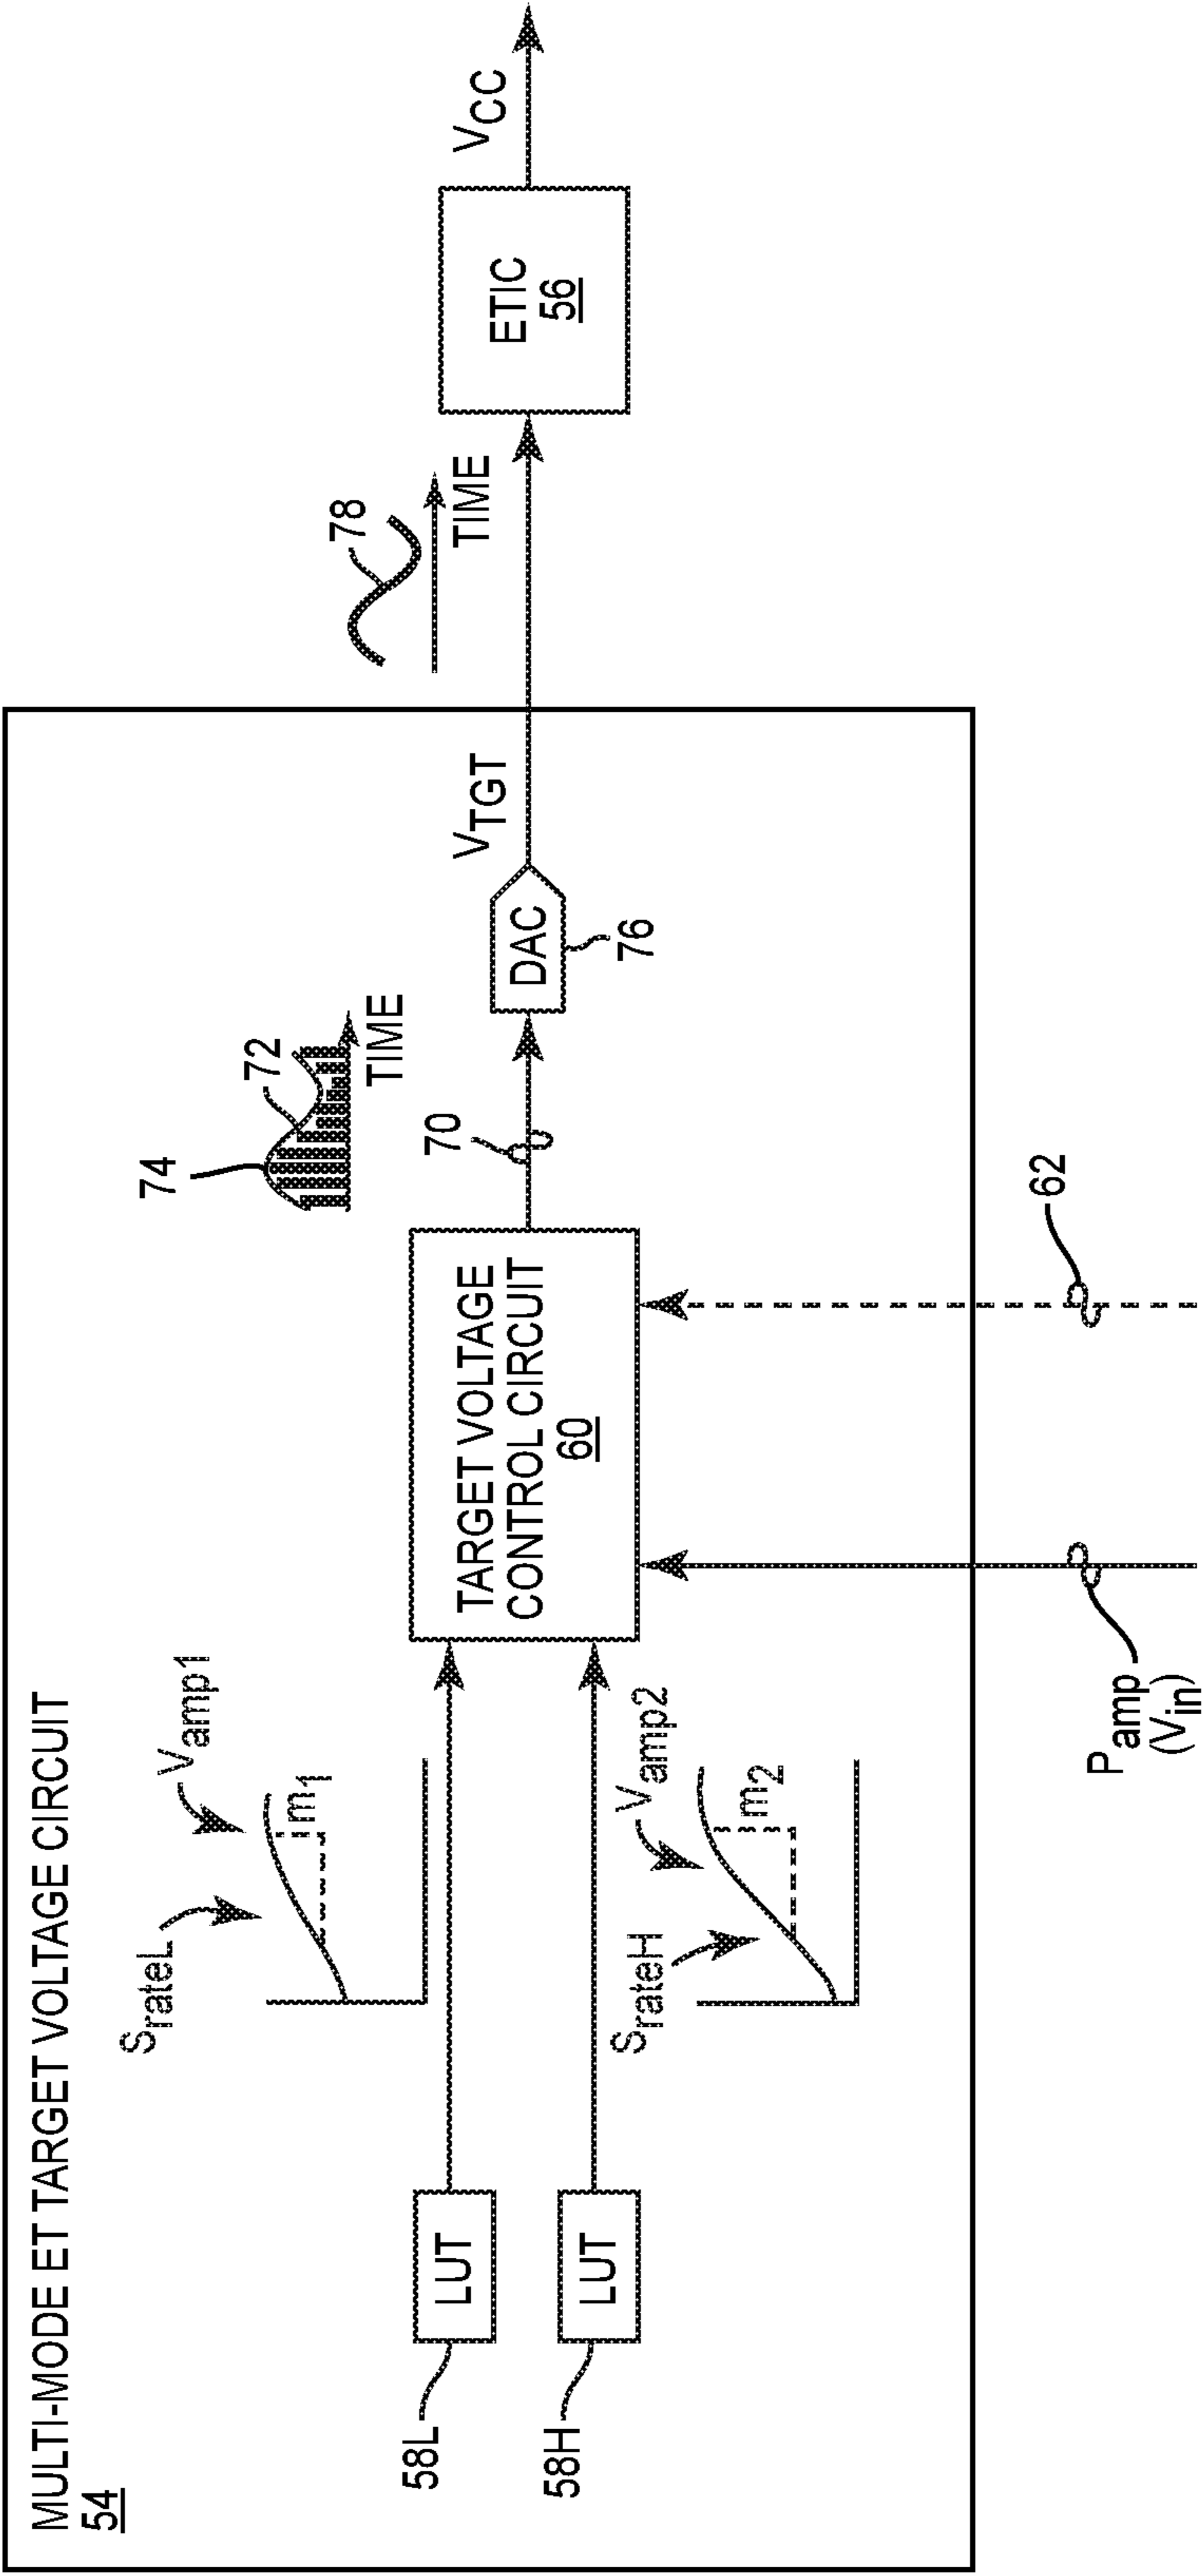 MULTI-MODE ET TARGET VOLTAGE CIRCUIT
54
SrateL
Vamp1
m1
58L
LUT
58H
LUT
SrateH
Vamp2
m2
TARGET VOLTAGE
CONTROL CIRCUIT
60
Pamp
(Vin)
62
74
72
TIME
70
DAC
76
VTGT
78
TIME
ETIC
56
VCC